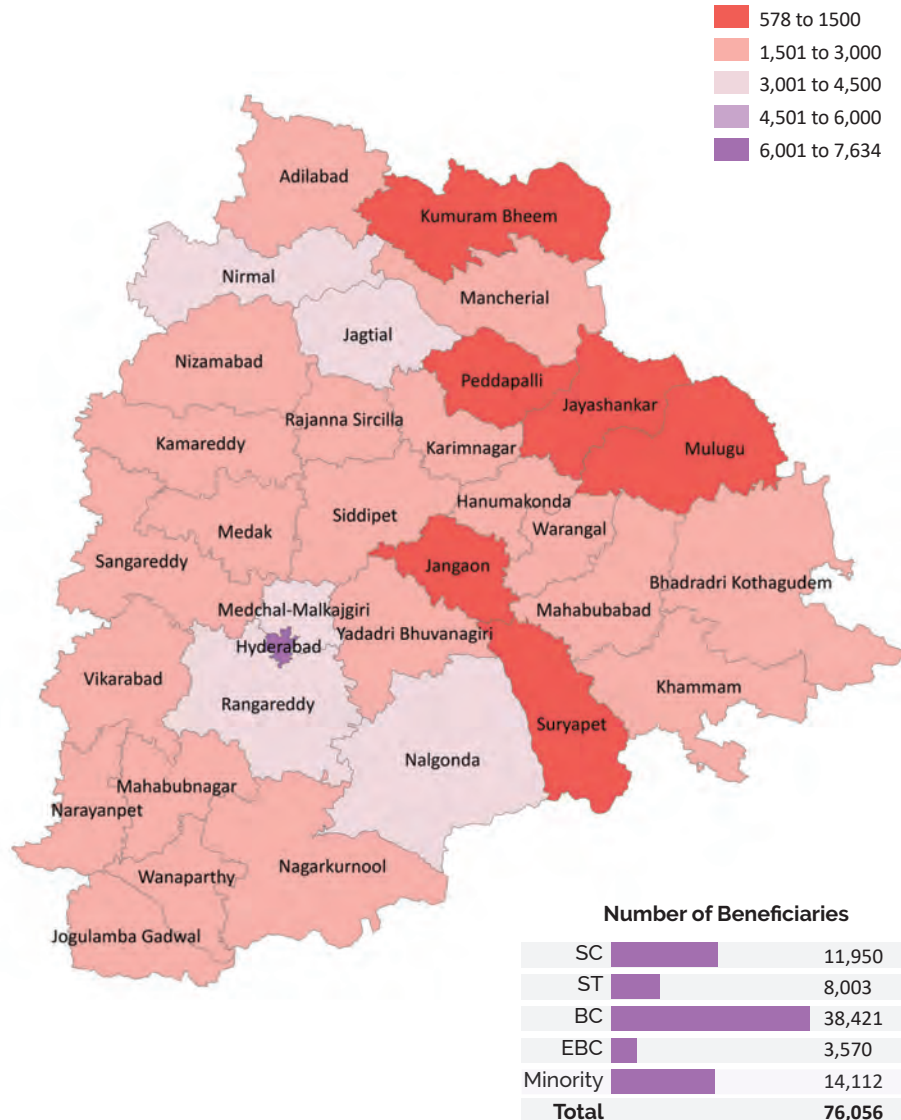 578 to 1500
1,501 to 3,000
3,001 to 4,500
4,501 to 6,000
6,001 to 7,634
Adilabad
Kumuram Bheem
Nirmal
Mancherial
Jagtial
Nizamabad
Peddapalli
Jayashankar
Rajanna Sircilla
Kamareddy
Karimnagar
Mulugu
Hanumakonda
Siddipet
Medak
Warangal
Sangareddy
Jangaon
Bhadradri Kothagudem
Medchal-Malkajgiri
Mahabubabad
Yadadri Bhuvanagiri
Hyderabad
Vikarabad
Khammam
Rangareddy
Suryapet
Nalgonda
Mahabubnagar
Narayanpet
Nagarkurnool
Wanaparthy
Jogulamba Gadwal
Number of Beneficiaries
SC 11,950
ST 8,003
BC 38,421
EBC 3,570
Minority 14,112
Total 76,056